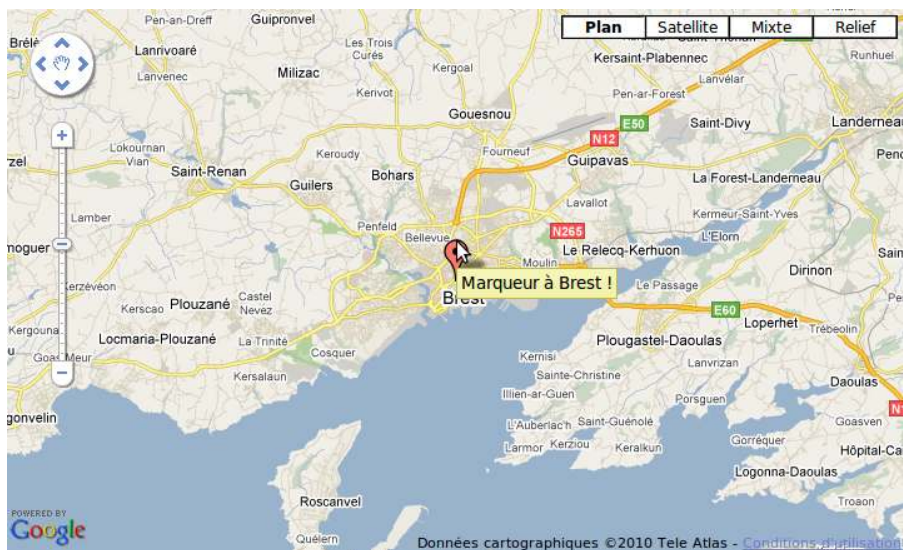 Pen-an-Dreff
Guipronvel
Plan Satellite Mixte Relief
Lanrivoaré
Les Trois
Curés
Kersaint-Plabennec
Runhuel
Lanvenec
Milizac
Kergoal
Lanvélar
Kerivot
Pen-ar-Forest
Gouesnou
E50
Saint-Divy
Landerneau
N12
Lokournan
Vian
Keroudy
Fourneuf
Guipavas
Saint-Renan
Bohars
La Forest-Landerneau
Guilers
Lavallot
Lamber
Penfeld
Kermeur-Saint-Yves
Bellevue
N265
L'Elorn
Le Relecq-Kerhuon
Moulin
Dirinon
Marqueur à Brest !
Brest
Le Passage
Kerscao
Plouzané
Castel
Nevez
E60
Loperhet
Trébeolin
Locmaria-Plouzané
La Trinité
Plougastel-Daoulas
Cosquer
Kernisi
Lanvrizan
Kersalaun
Sainte-Christine
Daoulas
Illien-ar-Guen
Porsguen
L'Auberlac'h
Saint-Guénolé
Goasven
Larmor
Kerziou
Keralkun
Gorréquer
Logonna-Daoulas
Roscanvel
Troaon
POWERED BY
Google
Quélern
Données cartographiques ©2010 Tele Atlas - Conditions d'utilisation